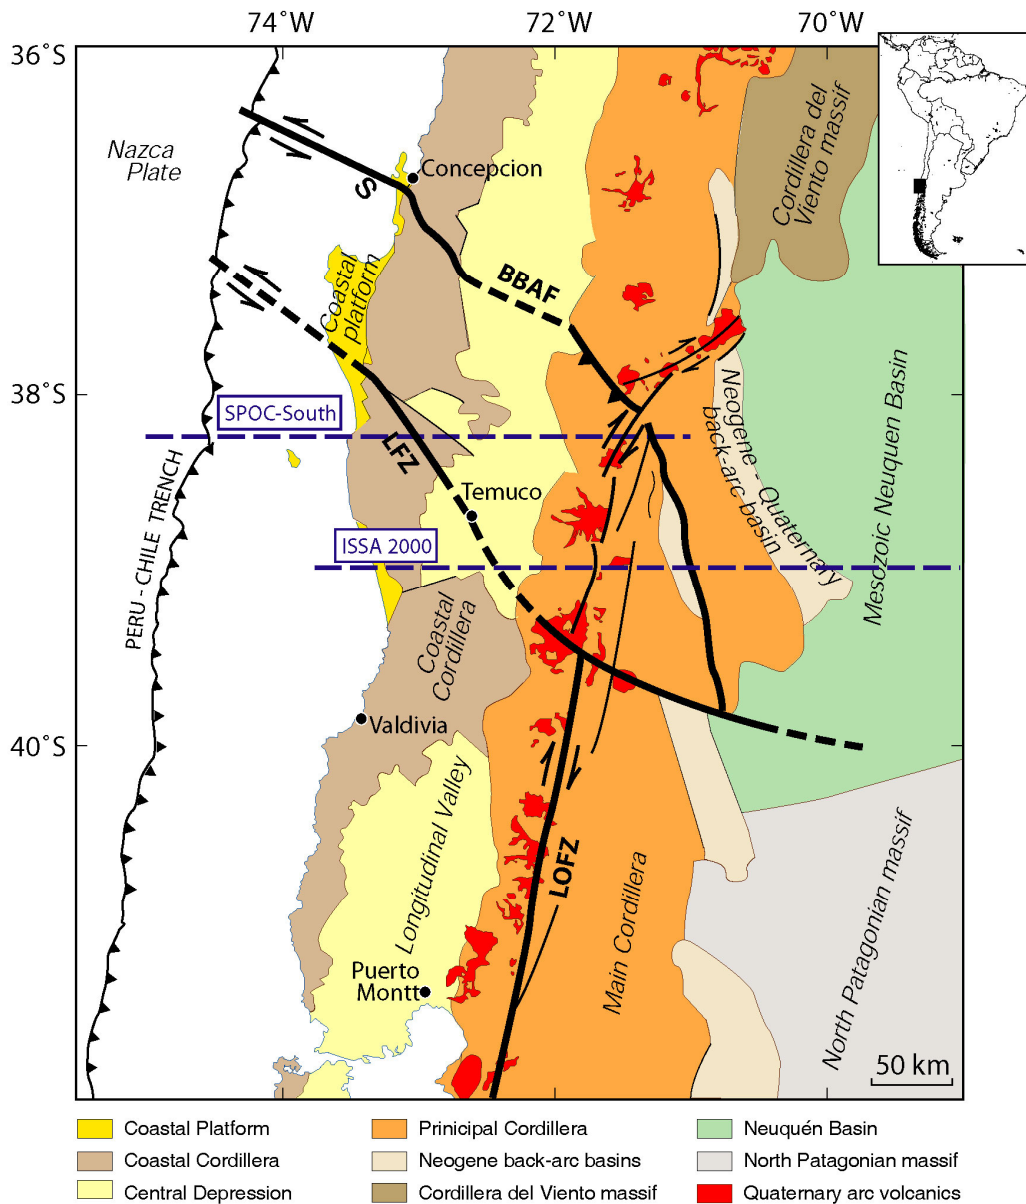 74°W
72°W
70°W
36°S
38°S
40°S
Nazca
Plate
S
Concepcion
Coastal
platform
BBAF
Cordillera del
Viento massif
SPOC-South
LFZ
Temuco
ISSA 2000
PERU - CHILE TRENCH
Neogene - Quaternary
back-arc basin
Mesozoic Neuquen Basin
Coastal
Cordillera
Valdivia
Longitudinal Valley
LOFZ
Main Cordillera
North Patagonian massif
Puerto
Montt
50 km
Coastal Platform
Prinicipal Cordillera
Neuquén Basin
Coastal Cordillera
Neogene back-arc basins
North Patagonian massif
Central Depression
Cordillera del Viento massif
Quaternary arc volcanics